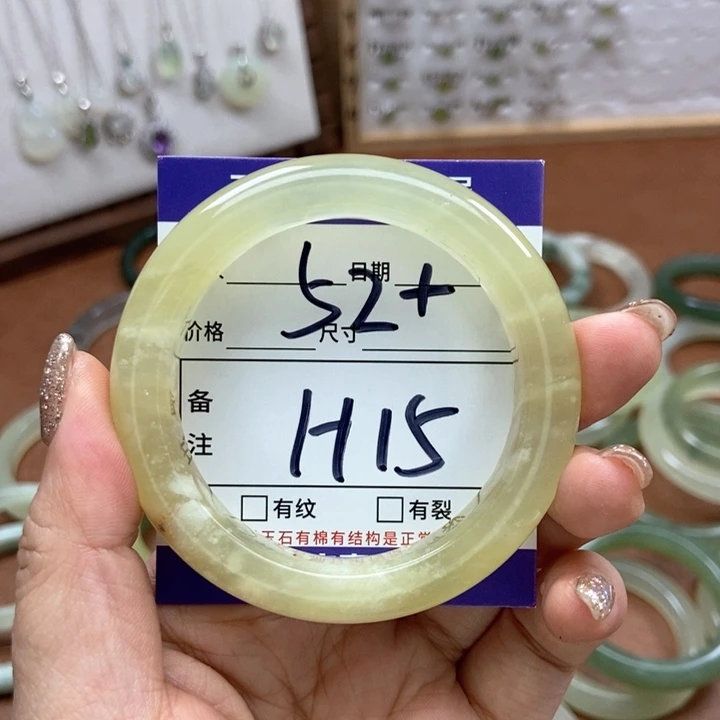 52+
日期
价格 尺寸
备注
H15
□有纹 □有裂
玉石有棉有结构是正常